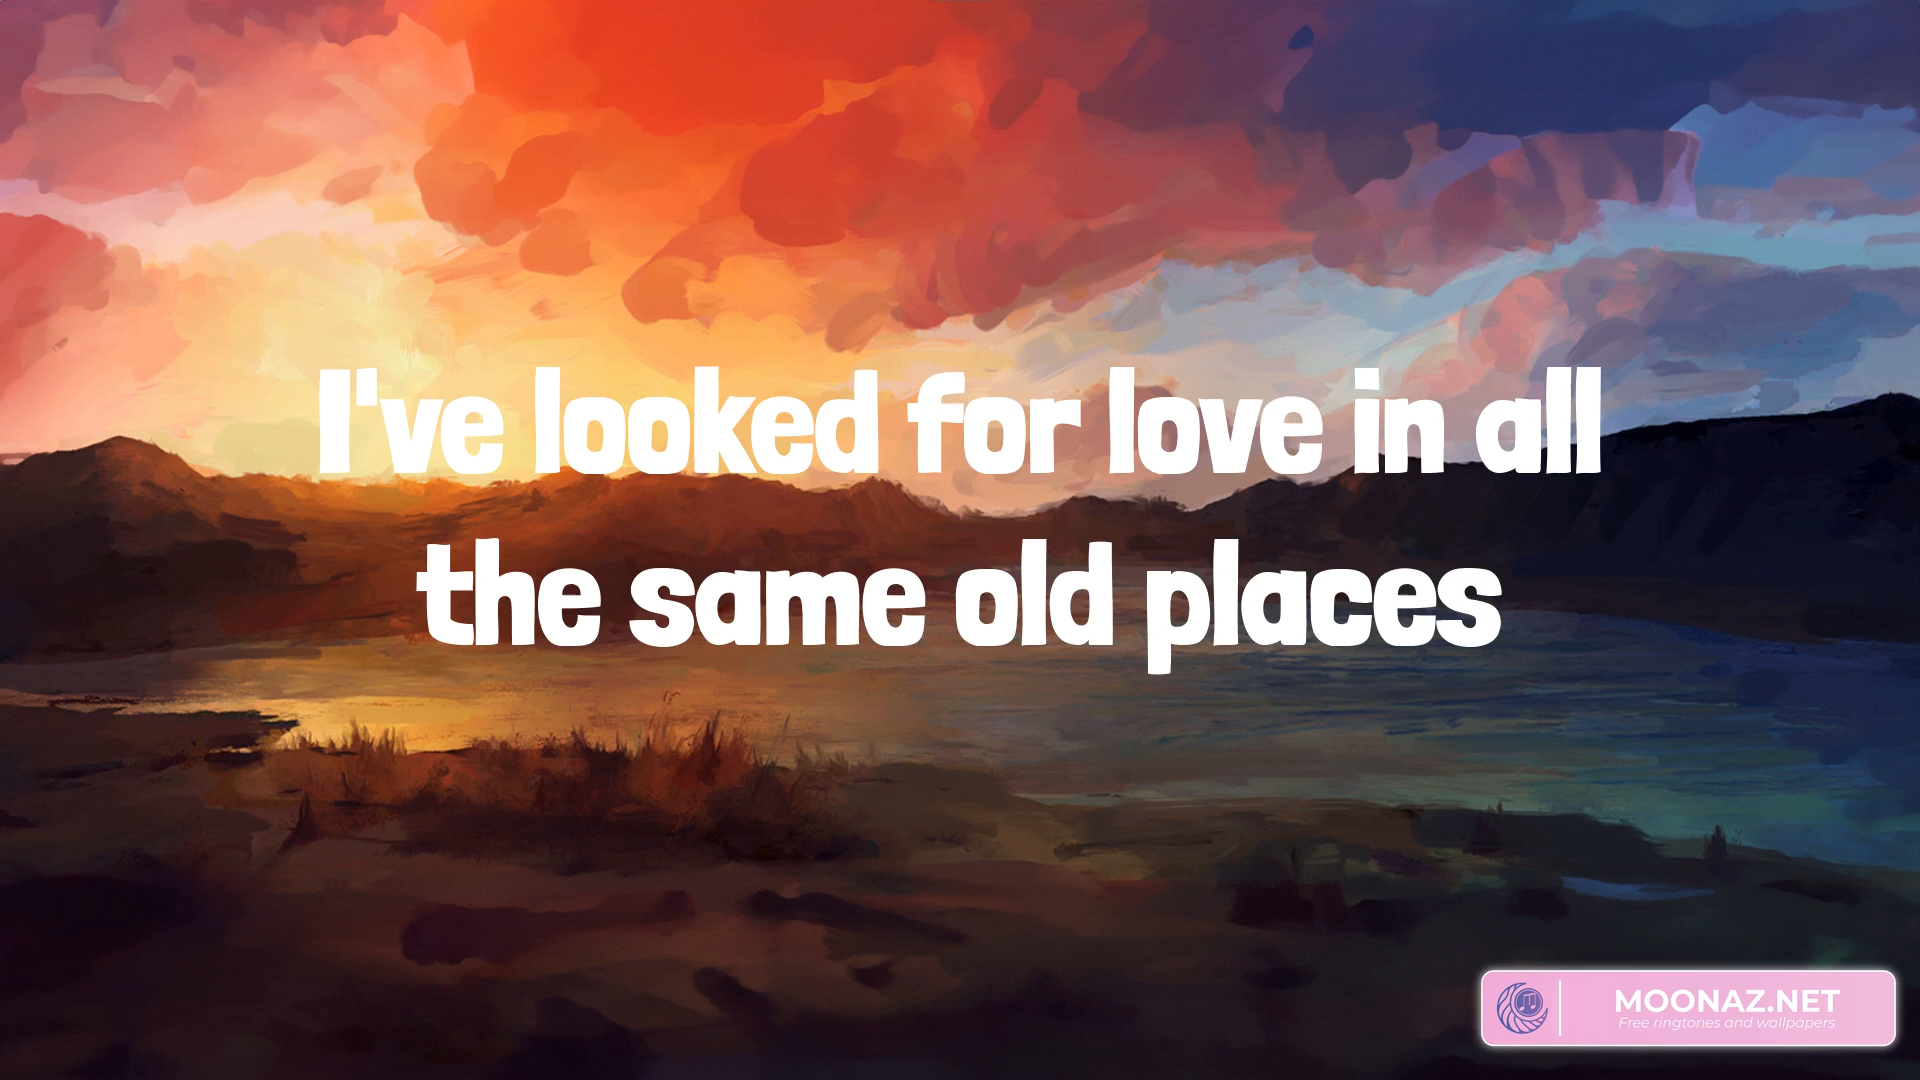 I've looked for love in all
the same old places
MOONAZ.NET
Free ringtones and wallpapers